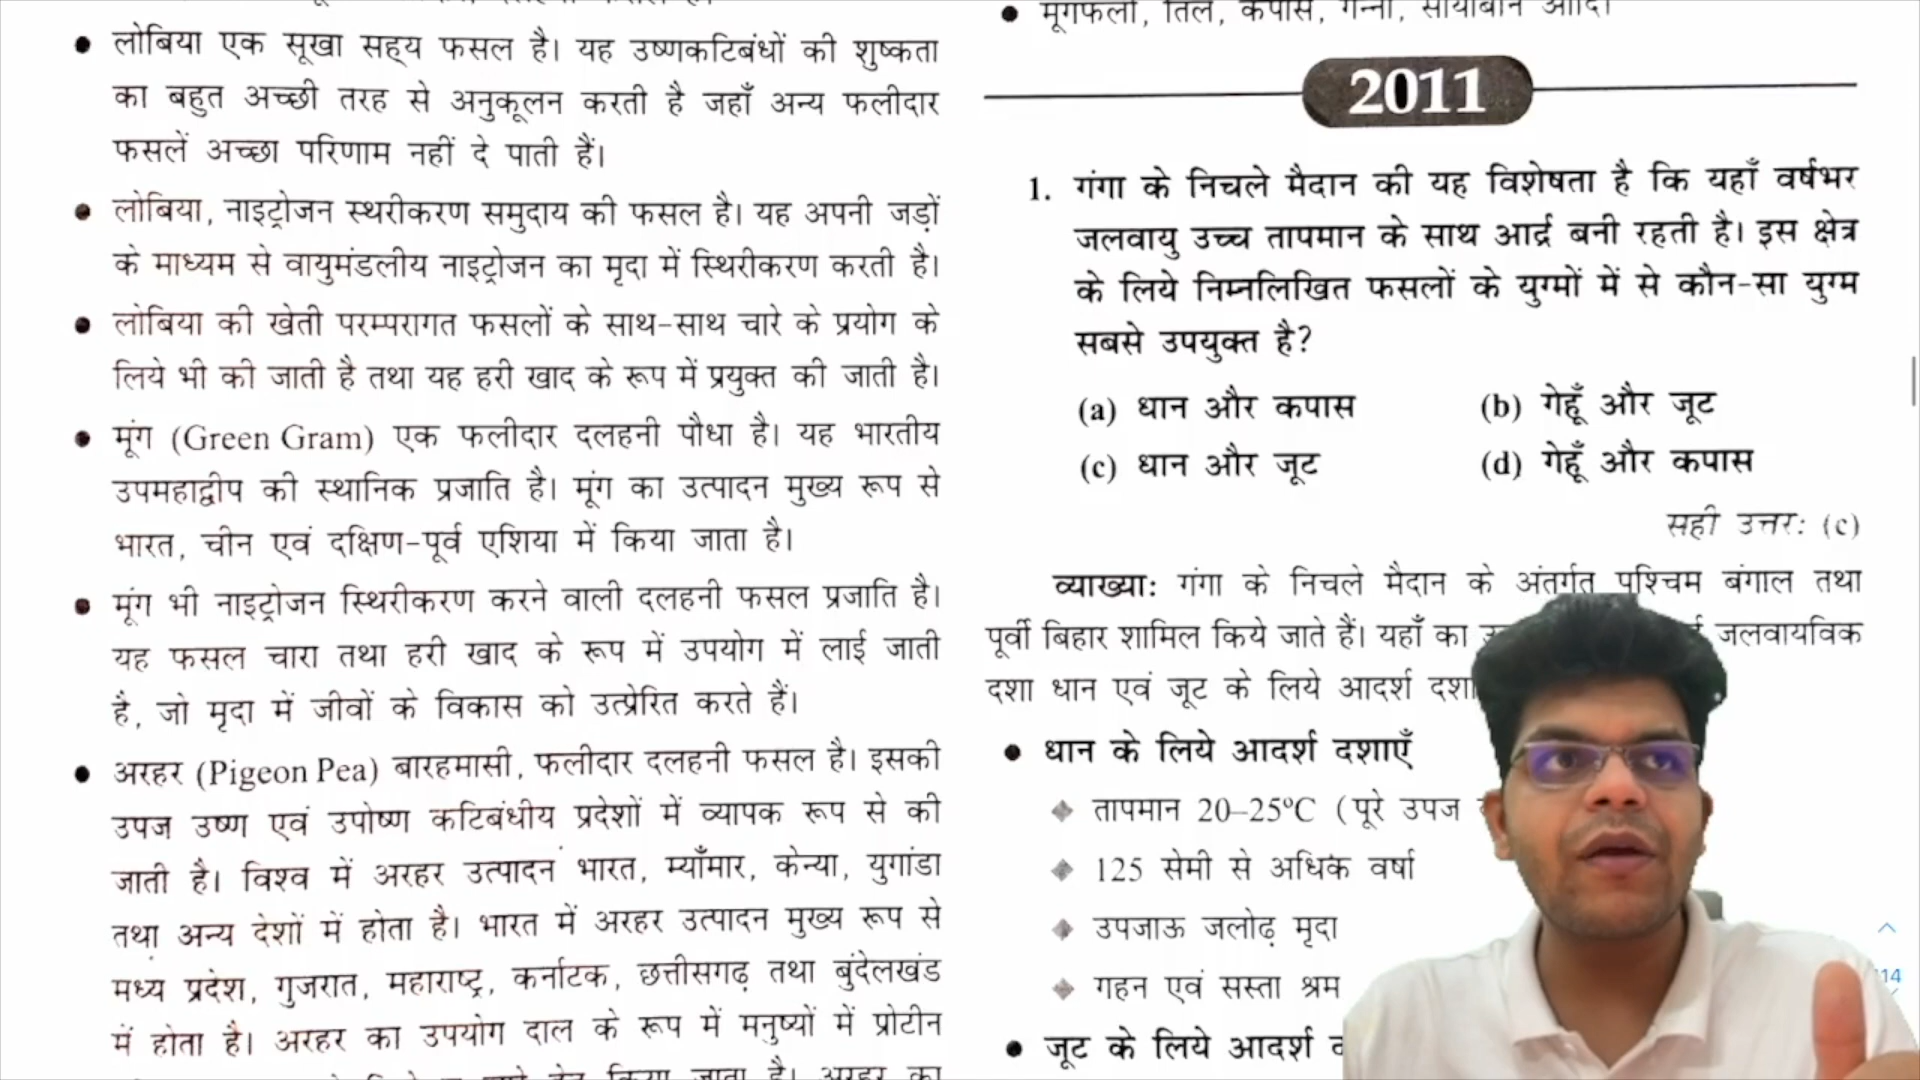 लोबिया एक सूखा सह्य फसल है। यह उष्णकटिबंधों की शुष्कता
का बहुत अच्छी तरह से अनुकूलन करती है जहाँ अन्य फलीदार
फसलें अच्छा परिणाम नहीं दे पाती हैं।
लोबिया, नाइट्रोजन स्थरीकरण समुदाय की फसल है। यह अपनी जड़ों
के माध्यम से वायुमंडलीय नाइट्रोजन का मृदा में स्थिरीकरण करती है।
लोबिया की खेती परम्परागत फसलों के साथ-साथ चारे के प्रयोग के
लिये भी की जाती है तथा यह हरी खाद के रूप में प्रयुक्त की जाती है।
मूंग (Green Gram) एक फलीदार दलहनी पौधा है। यह भारतीय
उपमहाद्वीप की स्थानिक प्रजाति है। मूंग का उत्पादन मुख्य रूप से
भारत, चीन एवं दक्षिण-पूर्व एशिया में किया जाता है।
मूंग भी नाइट्रोजन स्थिरीकरण करने वाली दलहनी फसल प्रजाति है।
यह फसल चारा तथा हरी खाद के रूप में उपयोग में लाई जाती
है, जो मृदा में जीवों के विकास को उत्प्रेरित करते हैं।
अरहर (Pigeon Pea) बारहमासी, फलीदार दलहनी फसल है। इसकी
उपज उष्ण एवं उपोष्ण कटिबंधीय प्रदेशों में व्यापक रूप से की
जाती है। विश्व में अरहर उत्पादन भारत, म्याँमार, केन्या, युगांडा
तथा अन्य देशों में होता है। भारत में अरहर उत्पादन मुख्य रूप से
मध्य प्रदेश, गुजरात, महाराष्ट्र, कर्नाटक, छत्तीसगढ़ तथा बुंदेलखंड
में होता है। अरहर का उपयोग दाल के रूप में मनुष्यों में प्रोटीन
किया जाता है। अरहर का
मूंगफली, तिल, कपास, गन्ना, सोयाबीन आदि।
2011
1. गंगा के निचले मैदान की यह विशेषता है कि यहाँ वर्षभर
जलवायु उच्च तापमान के साथ आर्द्र बनी रहती है। इस क्षेत्र
के लिये निम्नलिखित फसलों के युग्मों में से कौन-सा युग्म
सबसे उपयुक्त है?
(a) धान और कपास (b) गेहूँ और जूट
(c) धान और जूट (d) गेहूँ और कपास
सही उत्तर: (c)
व्याख्या: गंगा के निचले मैदान के अंतर्गत पश्चिम बंगाल तथा
पूर्वी बिहार शामिल किये जाते हैं। यहाँ का जलवायविक
दशा धान एवं जूट के लिये आदर्श दशा
धान के लिये आदर्श दशाएँ
तापमान 20–25°C (पूरे उपज
125 सेमी से अधिक वर्षा
उपजाऊ जलोढ़ मृदा
गहन एवं सस्ता श्रम
जूट के लिये आदर्श
14